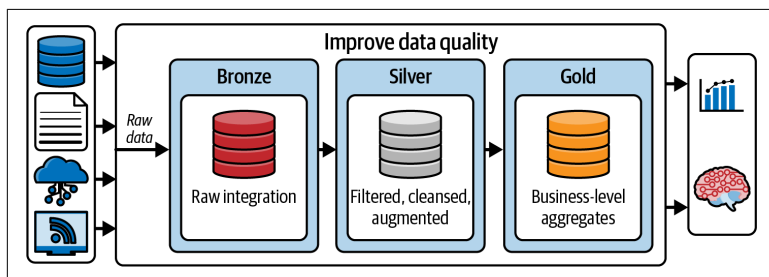 Improve data quality
Bronze
Silver
Gold
Raw
data
Raw integration
Filtered, cleansed,
augmented
Business-level
aggregates